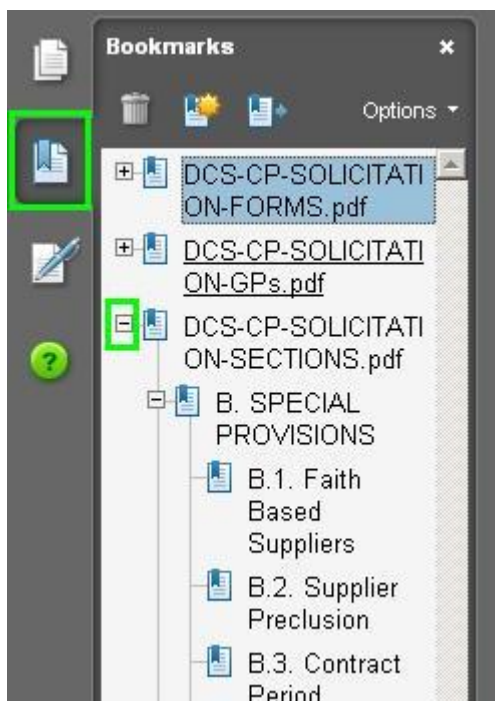 Bookmarks
Options
DCS-CP-SOLICITATI
ON-FORMS.pdf
DCS-CP-SOLICITATI
ON-GPs.pdf
DCS-CP-SOLICITATI
ON-SECTIONS.pdf
B. SPECIAL
PROVISIONS
B.1. Faith
Based
Suppliers
B.2. Supplier
Preclusion
B.3. Contract
Period